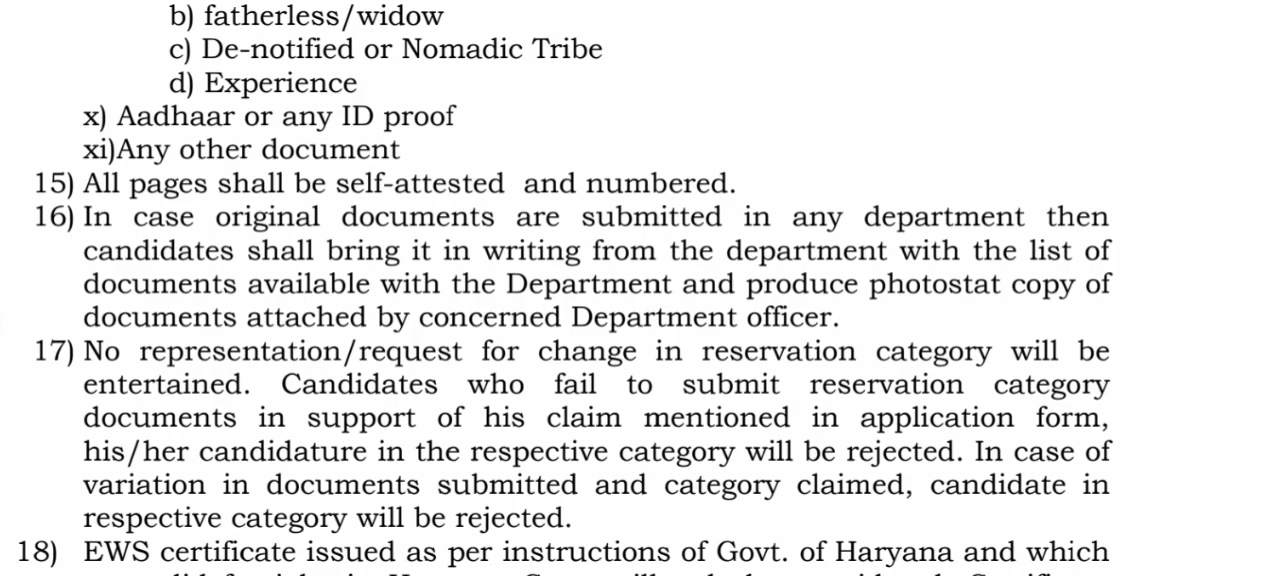 b) fatherless/widow
c) De-notified or Nomadic Tribe
d) Experience
x) Aadhaar or any ID proof
xi)Any other document
15) All pages shall be self-attested and numbered.
16) In case original documents are submitted in any department then
candidates shall bring it in writing from the department with the list of
documents available with the Department and produce photostat copy of
documents attached by concerned Department officer.
17) No representation/request for change in reservation category will be
entertained. Candidates who fail to submit reservation category
documents in support of his claim mentioned in application form,
his/her candidature in the respective category will be rejected. In case of
variation in documents submitted and category claimed, candidate in
respective category will be rejected.
18) EWS certificate issued as per instructions of Govt. of Haryana and which